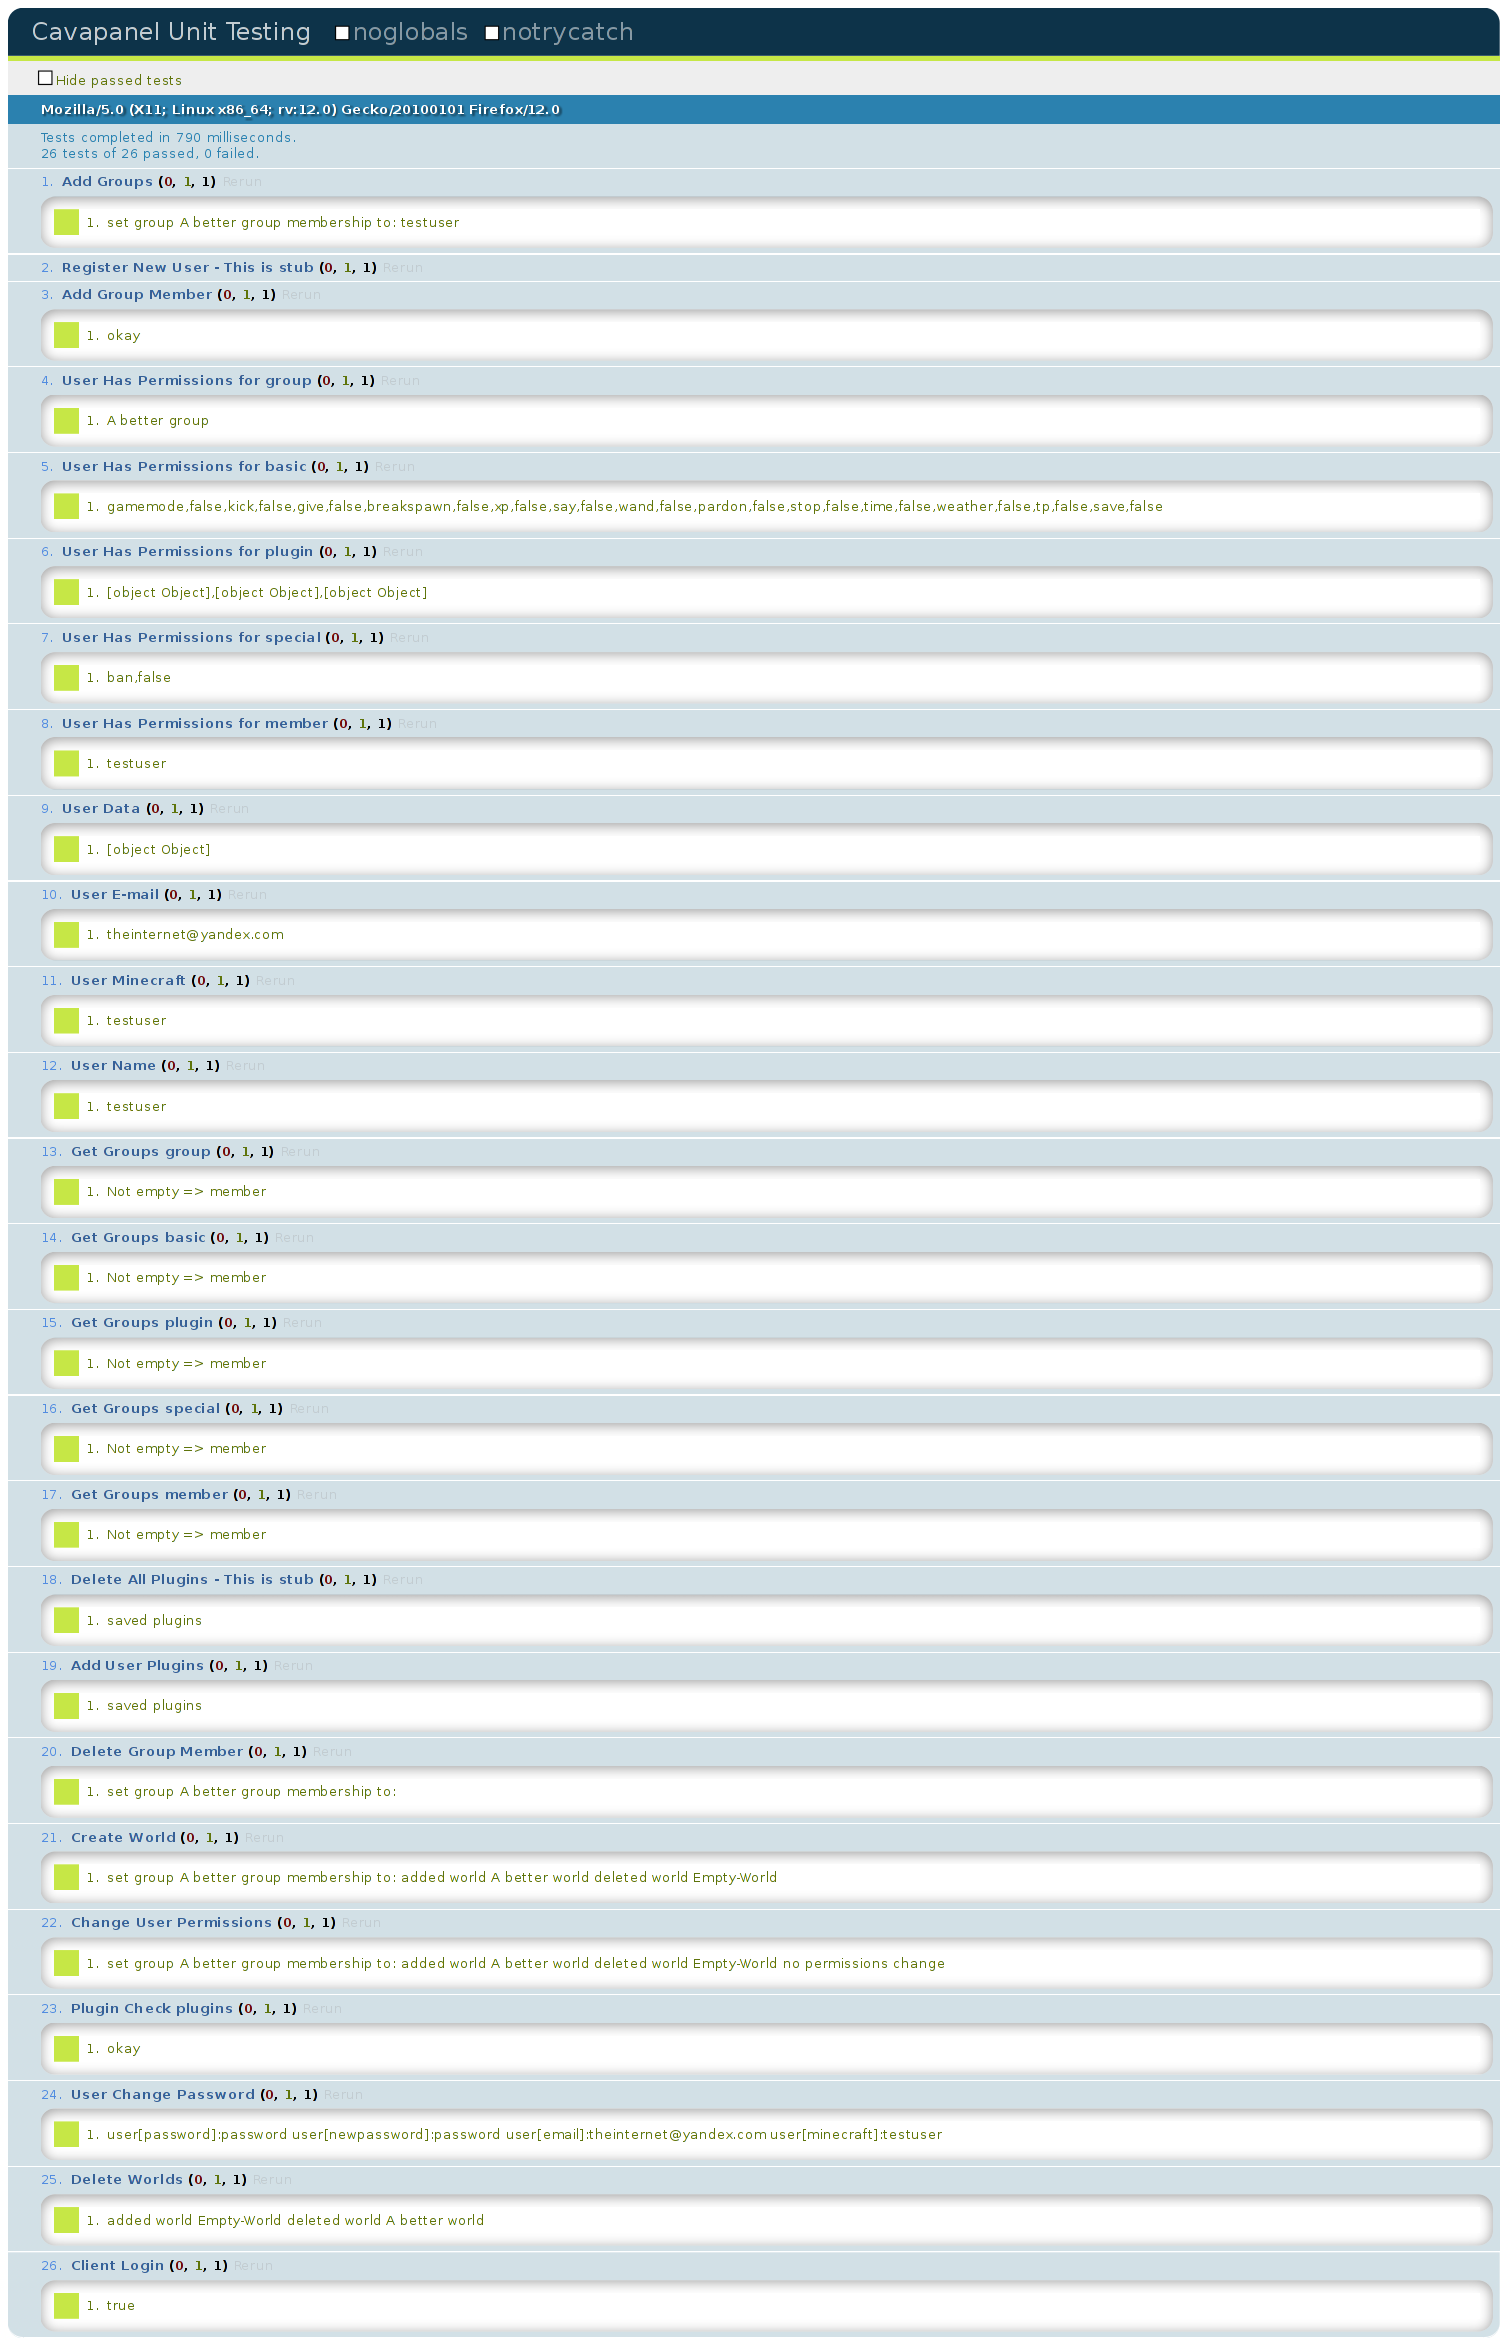 Cavapanel Unit Testing noglobals notrycatch
Hide passed tests
Mozilla/5.0 (X11; Linux x86_64; rv:12.0) Gecko/20100101 Firefox/12.0
Tests completed in 790 milliseconds.
26 tests of 26 passed, 0 failed.
1. Add Groups (0, 1, 1) Rerun
1. set group A better group membership to: testuser
2. Register New User - This is stub (0, 1, 1) Rerun
3. Add Group Member (0, 1, 1) Rerun
1. okay
4. User Has Permissions for group (0, 1, 1) Rerun
1. A better group
5. User Has Permissions for basic (0, 1, 1) Rerun
1. gamemode,false,kick,false,give,false,breakspawn,false,xp,false,say,false,wand,false,pardon,false,stop,false,time,false,weather,false,tp,false,save,false
6. User Has Permissions for plugin (0, 1, 1) Rerun
1. [object Object],[object Object],[object Object]
7. User Has Permissions for special (0, 1, 1) Rerun
1. ban,false
8. User Has Permissions for member (0, 1, 1) Rerun
1. testuser
9. User Data (0, 1, 1) Rerun
1. [object Object]
10. User E-mail (0, 1, 1) Rerun
1. theinternet@yandex.com
11. User Minecraft (0, 1, 1) Rerun
1. testuser
12. User Name (0, 1, 1) Rerun
1. testuser
13. Get Groups group (0, 1, 1) Rerun
1. Not empty => member
14. Get Groups basic (0, 1, 1) Rerun
1. Not empty => member
15. Get Groups plugin (0, 1, 1) Rerun
1. Not empty => member
16. Get Groups special (0, 1, 1) Rerun
1. Not empty => member
17. Get Groups member (0, 1, 1) Rerun
1. Not empty => member
18. Delete All Plugins - This is stub (0, 1, 1) Rerun
1. saved plugins
19. Add User Plugins (0, 1, 1) Rerun
1. saved plugins
20. Delete Group Member (0, 1, 1) Rerun
1. set group A better group membership to:
21. Create World (0, 1, 1) Rerun
1. set group A better group membership to: added world A better world deleted world Empty-World
22. Change User Permissions (0, 1, 1) Rerun
1. set group A better group membership to: added world A better world deleted world Empty-World no permissions change
23. Plugin Check plugins (0, 1, 1) Rerun
1. okay
24. User Change Password (0, 1, 1) Rerun
1. user[password]:password user[newpassword]:password user[email]:theinternet@yandex.com user[minecraft]:testuser
25. Delete Worlds (0, 1, 1) Rerun
1. added world Empty-World deleted world A better world
26. Client Login (0, 1, 1) Rerun
1. true